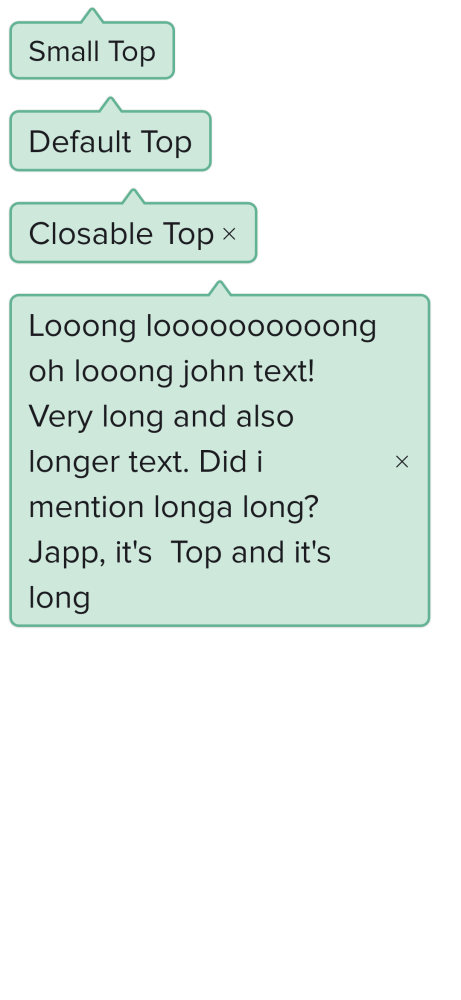 Small Top
Default Top
Closable Top ×
Looong loooooooooong
oh looong john text!
Very long and also
longer text. Did i
mention longa long?
Japp, it's  Top and it's
long
×